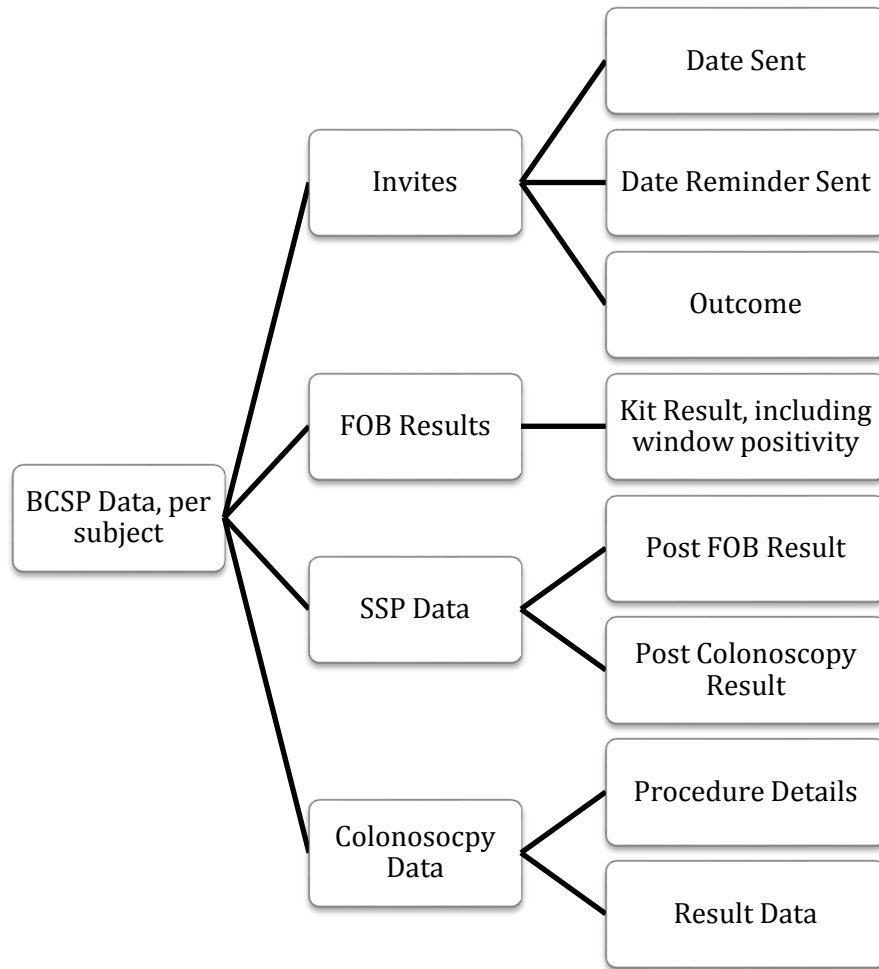 BCSP Data, per
subject
Invites
Date Sent
Date Reminder Sent
Outcome
FOB Results
Kit Result, including
window positivity
SSP Data
Post FOB Result
Post Colonoscopy
Result
Colonosocpy
Data
Procedure Details
Result Data